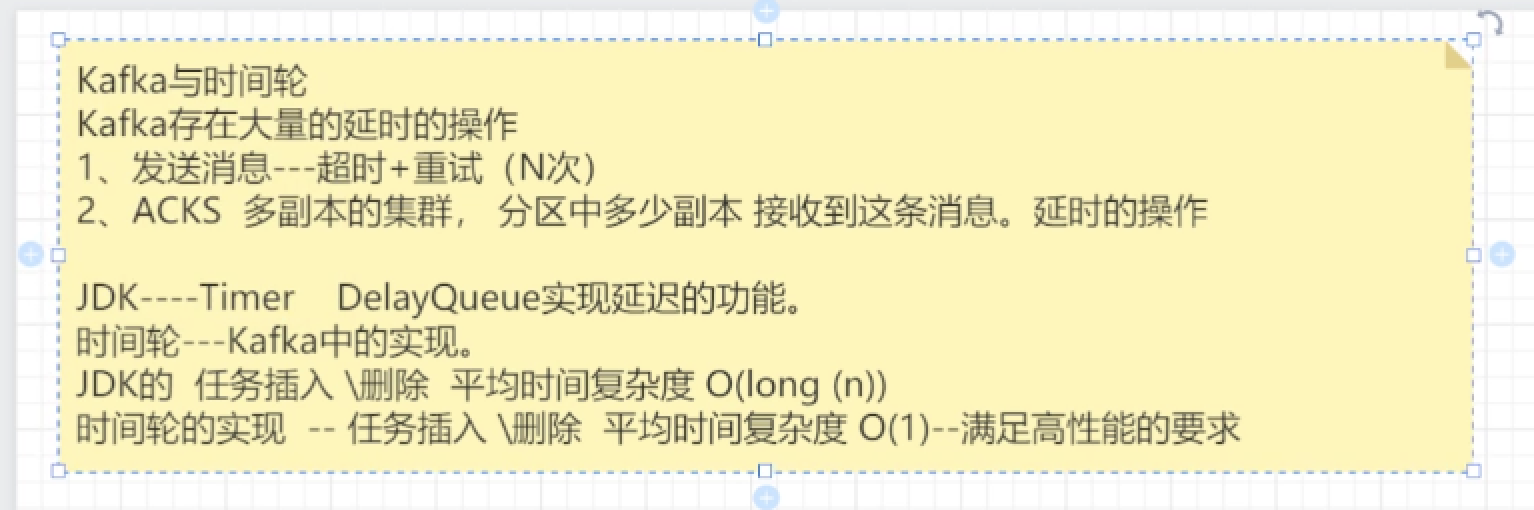 Kafka与时间轮
Kafka存在大量的延时的操作
1、发送消息---超时+重试（N次）
2、ACKS  多副本的集群， 分区中多少副本 接收到这条消息。延时的操作
JDK----Timer    DelayQueue实现延迟的功能。
时间轮---Kafka中的实现。
JDK的  任务插入 \删除  平均时间复杂度 O(long (n))
时间轮的实现  -- 任务插入 \删除  平均时间复杂度 O(1)--满足高性能的要求